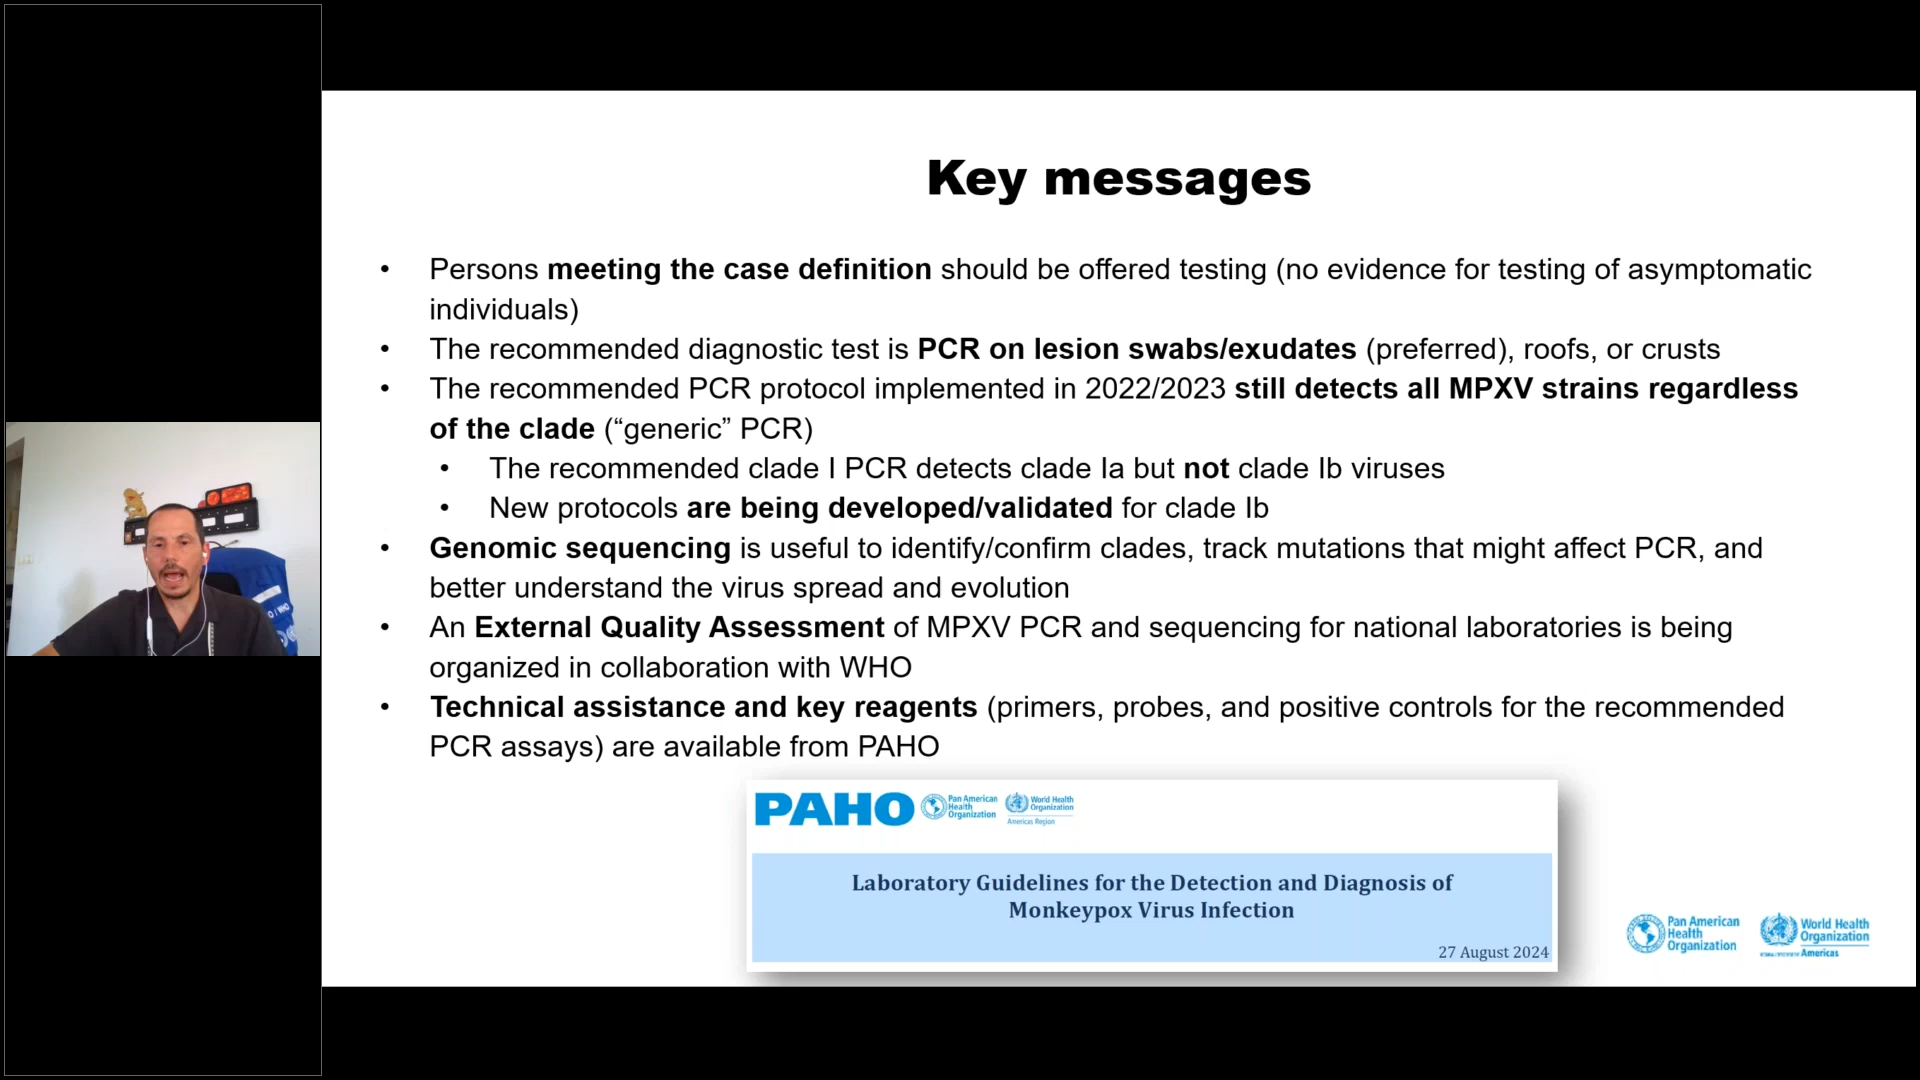 Key messages
• Persons meeting the case definition should be offered testing (no evidence for testing of asymptomatic
individuals)
• The recommended diagnostic test is PCR on lesion swabs/exudates (preferred), roofs, or crusts
• The recommended PCR protocol implemented in 2022/2023 still detects all MPXV strains regardless
of the clade (“generic” PCR)
• The recommended clade I PCR detects clade Ia but not clade Ib viruses
• New protocols are being developed/validated for clade Ib
• Genomic sequencing is useful to identify/confirm clades, track mutations that might affect PCR, and
better understand the virus spread and evolution
• An External Quality Assessment of MPXV PCR and sequencing for national laboratories is being
organized in collaboration with WHO
• Technical assistance and key reagents (primers, probes, and positive controls for the recommended
PCR assays) are available from PAHO
PAHO
Pan American
Health
Organization
World Health
Organization
Americas Region
Laboratory Guidelines for the Detection and Diagnosis of
Monkeypox Virus Infection
27 August 2024
Pan American
Health
Organization
World Health
Organization
Americas